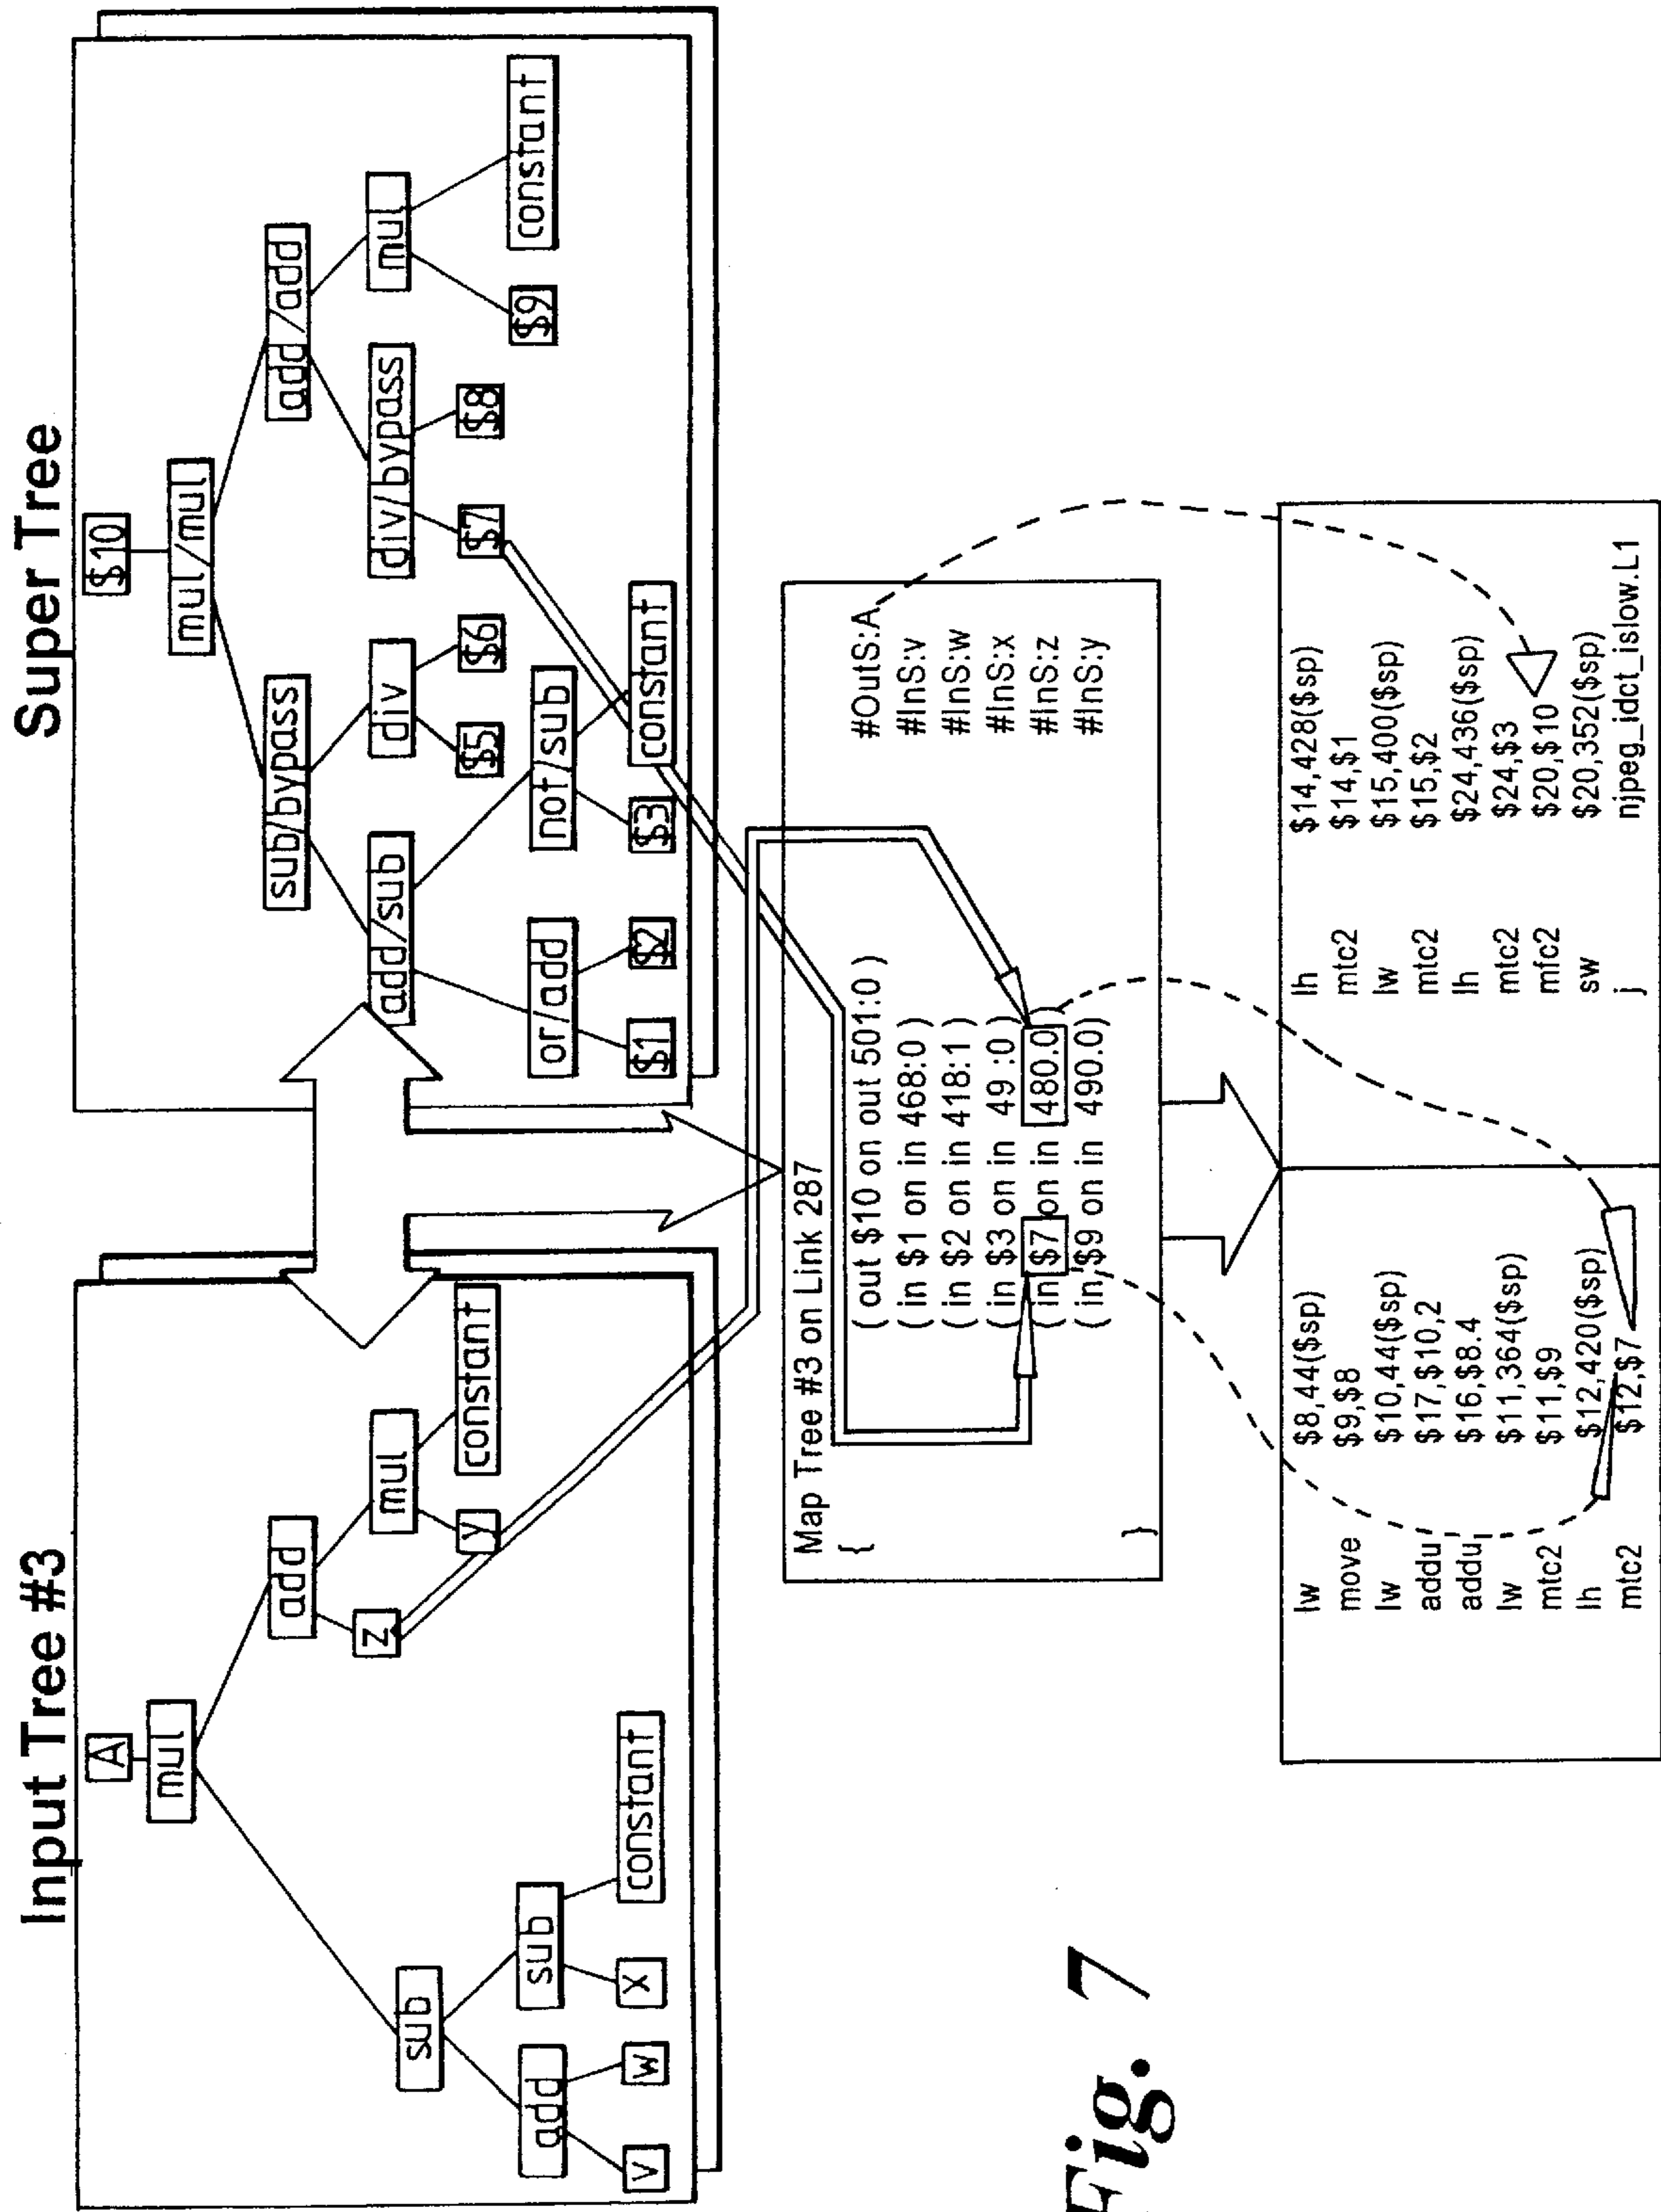 Input Tree #3
A
mul
add
z
mul
y
constant
sub
add
sub
v
w
x
constant
Super Tree
$10
mul/mul
sub/bypass
add/add
add/sub
div
div/bypass
mul
$5
$6
$7
$8
$9
constant
or/add
not/sub
$1
$2
$3
constant
Map Tree #3 on Link 287
{
( out $10 on out 501:0 ) #OutS:A
( in $1 on in 468:0 ) #InS:v
( in $2 on in 418:1 ) #InS:w
( in $3 on in 49 :0 ) #InS:x
( in $7 on in 480.0 ) #InS:z
( in $9 on in 490.0) #InS:y
}
lw $8,44($sp)
move $9,$8
lw $10,44($sp)
addu $17,$10,2
addu $16,$8.4
lw $11,364($sp)
mtc2 $11,$9
lh $12,420($sp)
mtc2 $12,$7
lh $14,428($sp)
mtc2 $14,$1
lw $15,400($sp)
mtc2 $15,$2
lh $24,436($sp)
mtc2 $24,$3
mfc2 $20,$10
sw $20,352($sp)
j njpeg_idct_islow.L1
Fig. 7